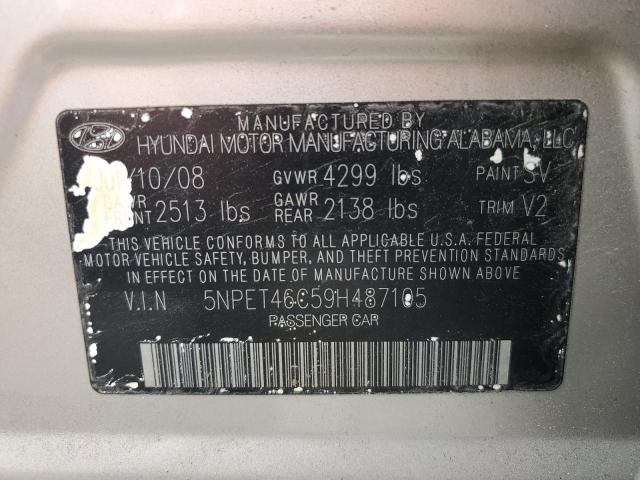 MANUFACTURED BY
HYUNDAI MOTOR MANUFACTURING ALABAMA, LLC
/10/08 GVWR 4299 lbs PAINT SV
GAWR FRONT 2513 lbs GAWR REAR 2138 lbs TRIM V2
THIS VEHICLE CONFORMS TO ALL APPLICABLE U.S.A. FEDERAL
MOTOR VEHICLE SAFETY, BUMPER, AND THEFT PREVENTION STANDARDS
IN EFFECT ON THE DATE OF MANUFACTURE SHOWN ABOVE
V.I.N 5NPET46C59H487105
PASSENGER CAR